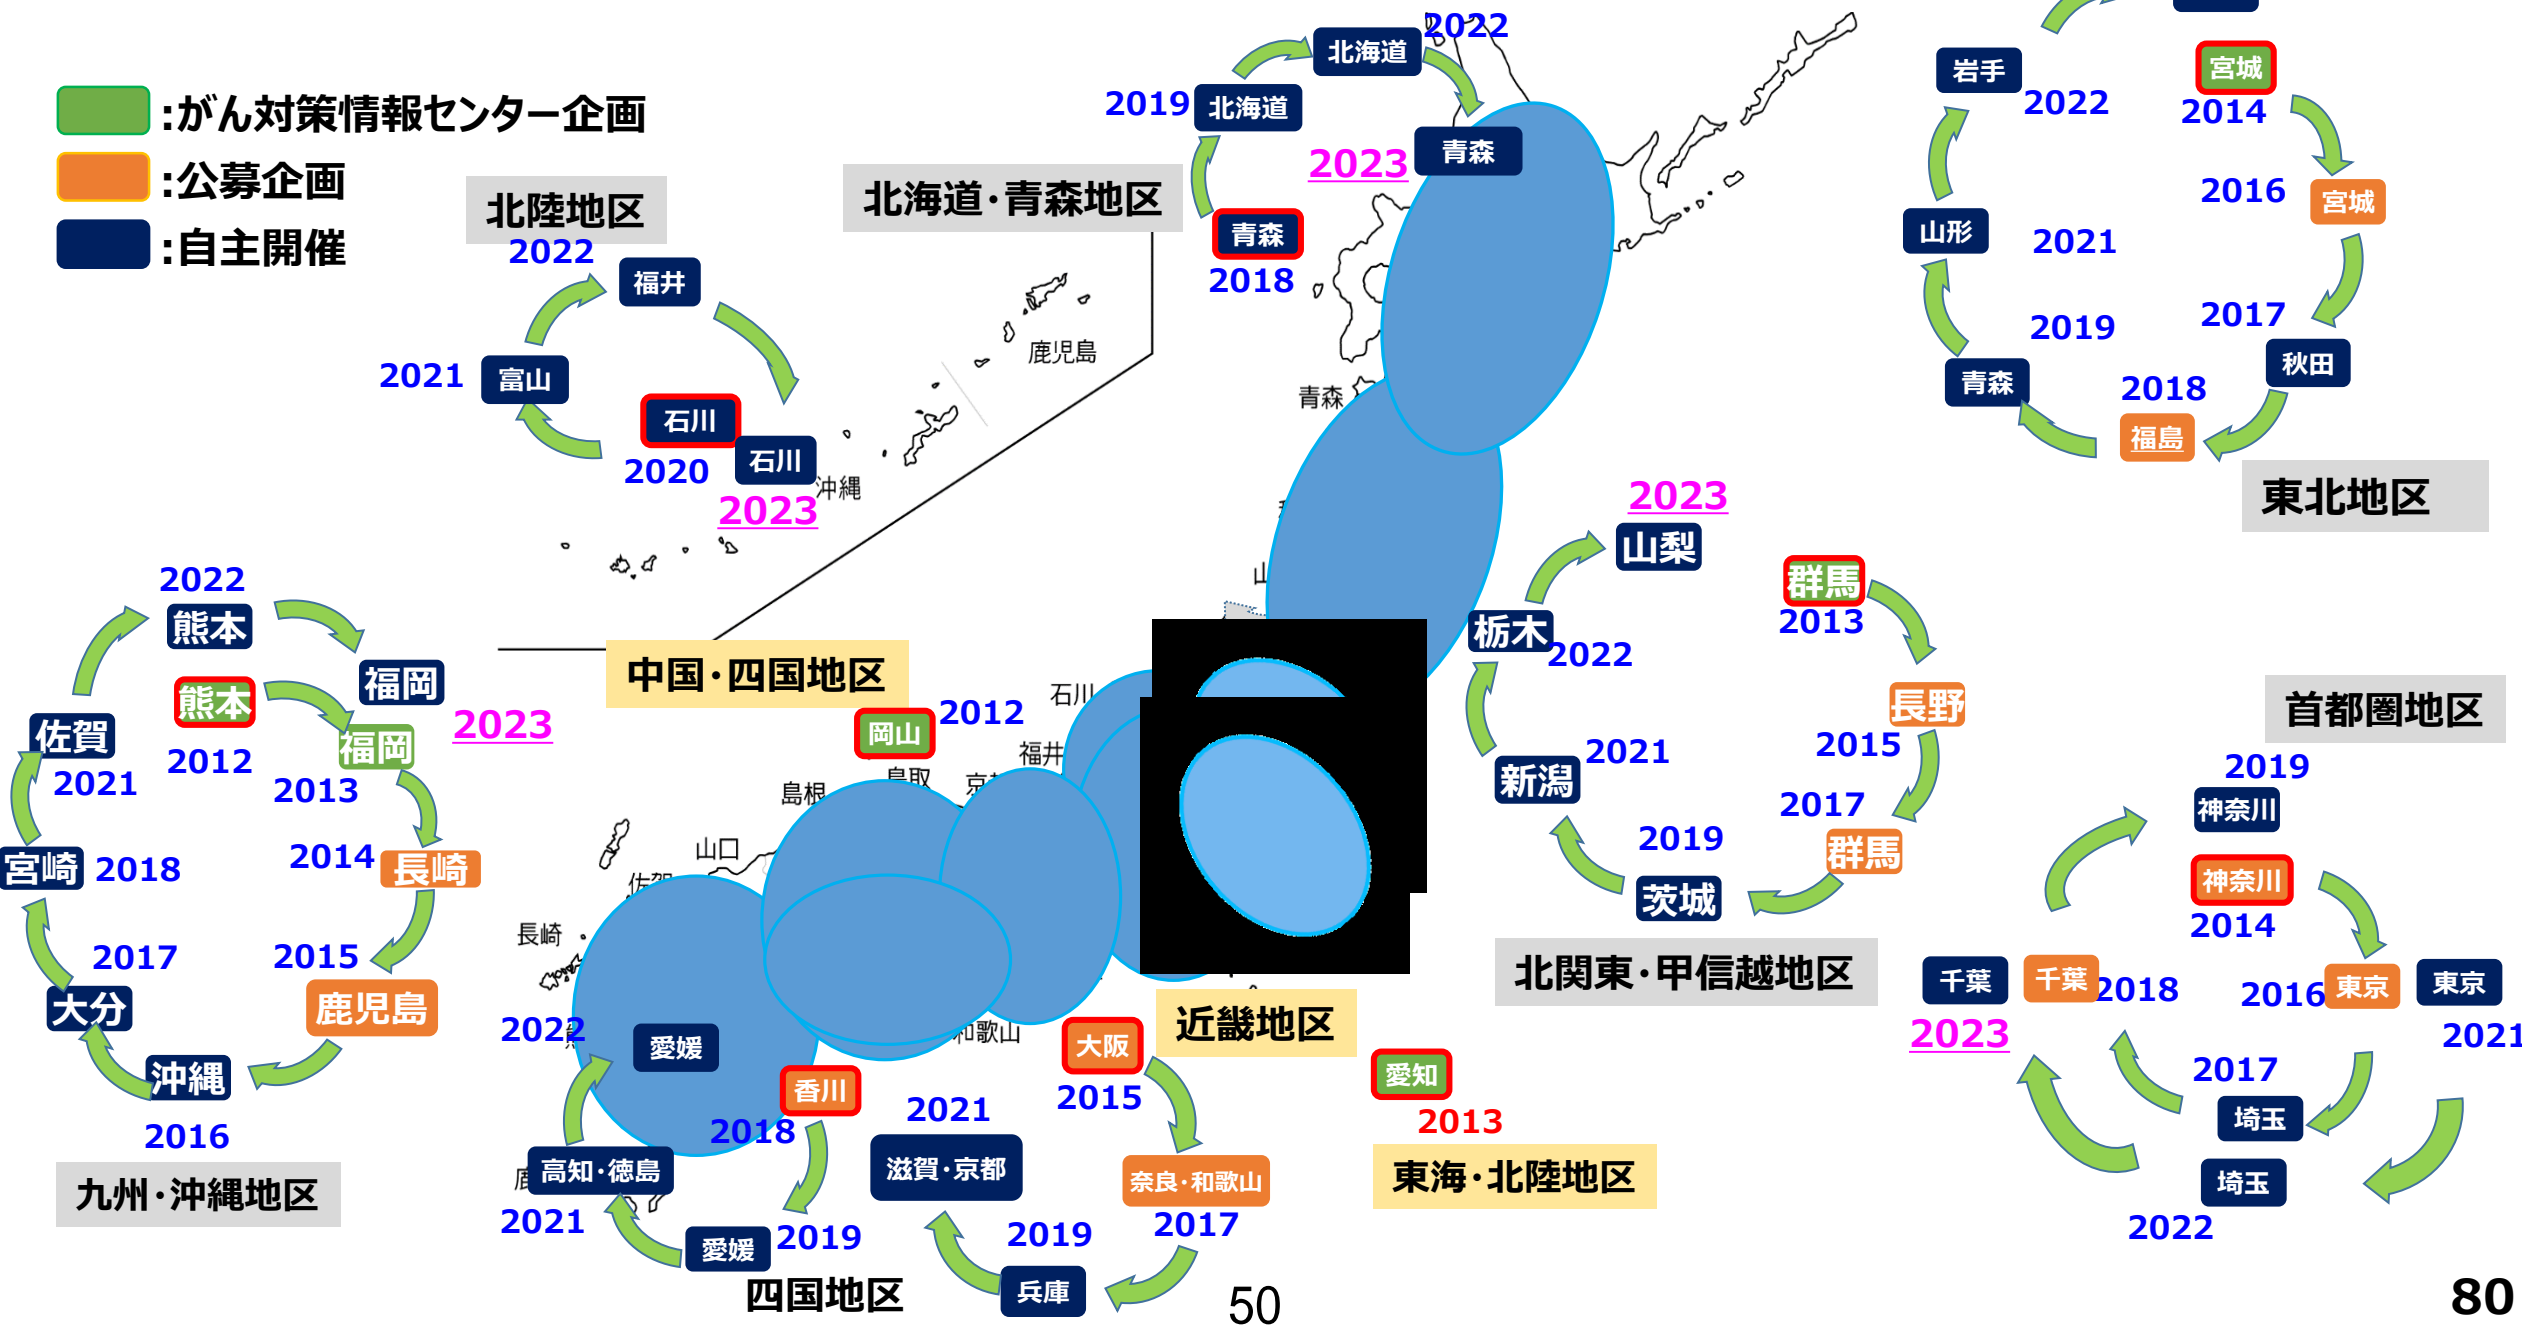 :がん対策情報センター企画
:公募企画
:自主開催
北陸地区
2022
福井
2021
富山
石川
2020
石川
2023
北海道・青森地区
2022
北海道
2019
北海道
2023
青森
青森
2018
岩手
2022
宮城
2014
2016
宮城
山形
2021
2017
2019
秋田
青森
2018
福島
東北地区
鹿児島
沖縄
青森
石川
福井
鳥取
島根
山口
佐賀
長崎
和歌山
2022
熊本
福岡
熊本
2023
佐賀
2012
福岡
2021
2013
宮崎
2018
2014
長崎
2017
2015
大分
鹿児島
沖縄
2016
九州・沖縄地区
中国・四国地区
岡山
2012
2023
山梨
群馬
2013
栃木
2022
長野
2015
新潟
2021
2017
2019
群馬
茨城
北関東・甲信越地区
首都圏地区
2019
神奈川
神奈川
2014
千葉
千葉
2018
2016
東京
東京
2023
2021
2017
埼玉
埼玉
2022
2022
愛媛
香川
2018
高知・徳島
2021
愛媛
2019
四国地区
近畿地区
大阪
2015
2021
滋賀・京都
奈良・和歌山
2017
2019
兵庫
愛知
2013
東海・北陸地区
50
80